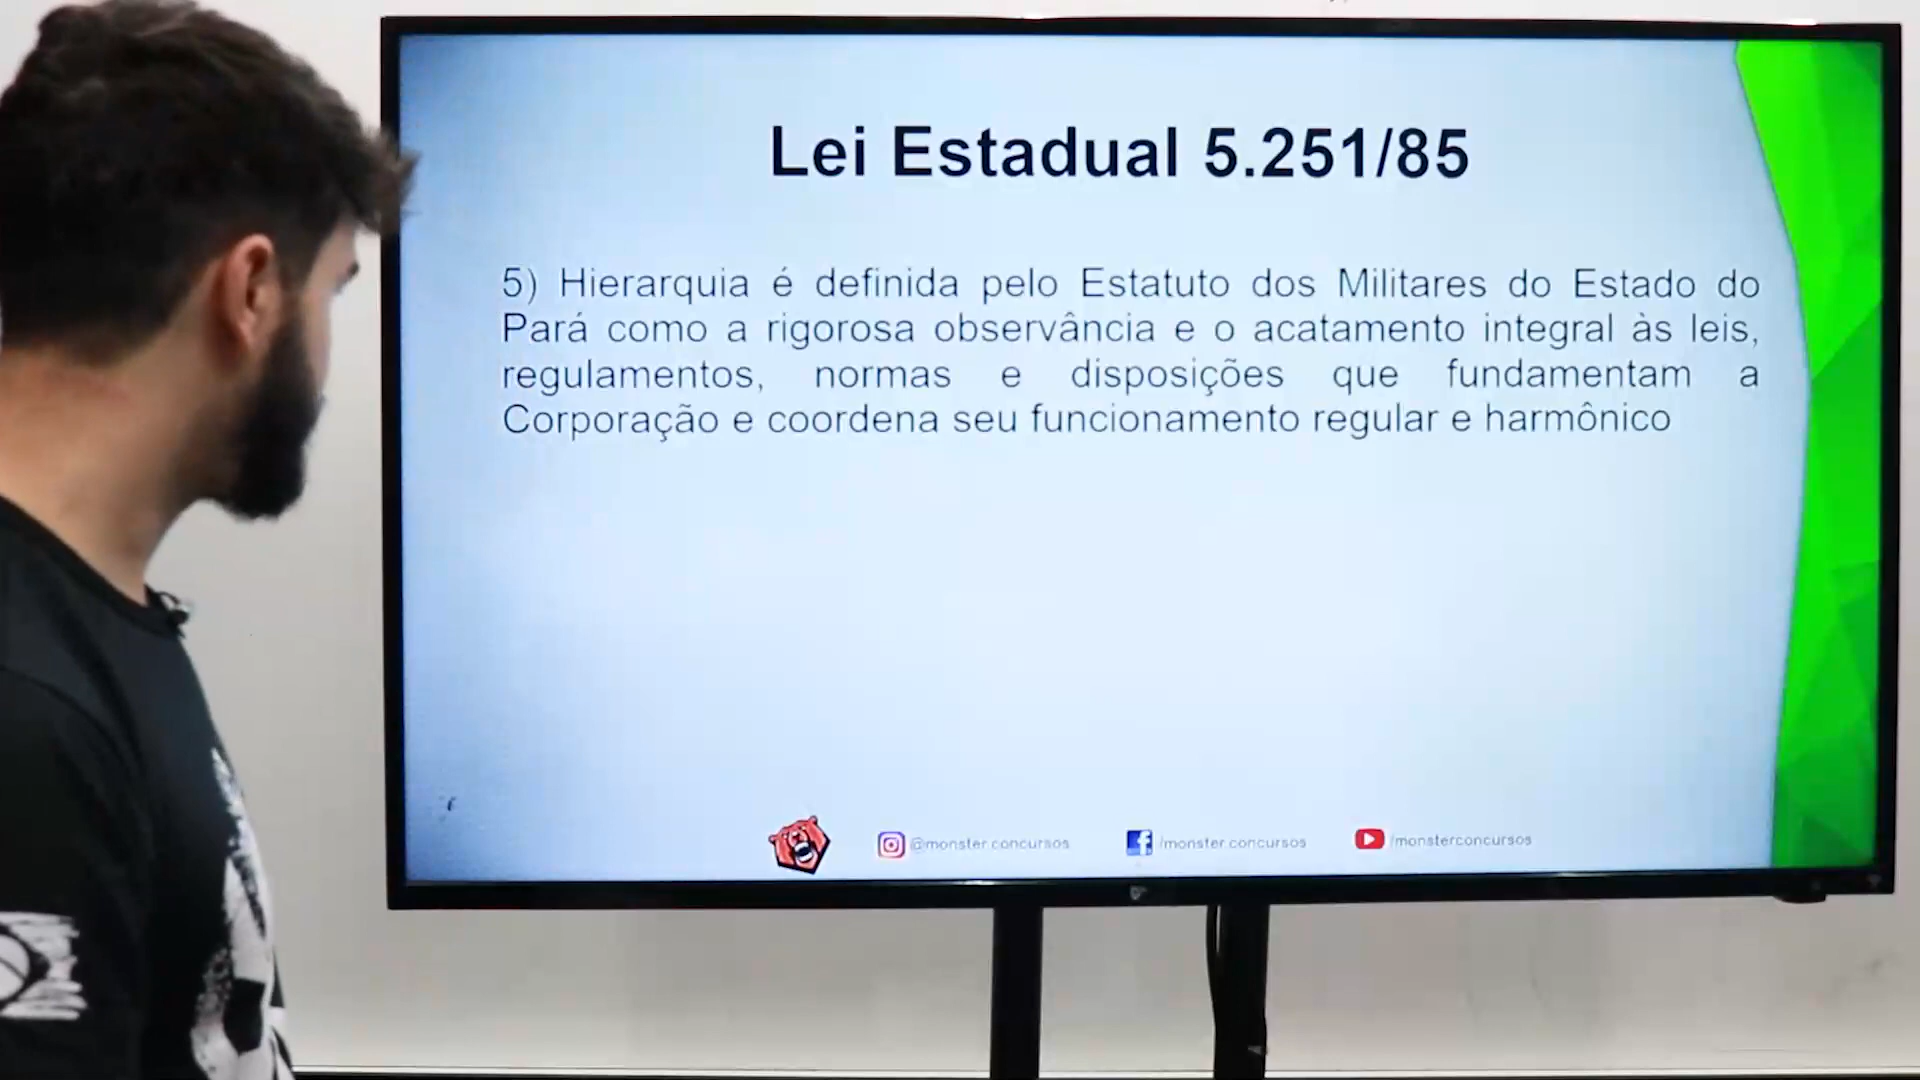 Lei Estadual 5.251/85
5) Hierarquia é definida pelo Estatuto dos Militares do Estado do
Pará como a rigorosa observância e o acatamento integral às leis,
regulamentos, normas e disposições que fundamentam a
Corporação e coordena seu funcionamento regular e harmônico
@monster.concursos
/monster.concursos
/monsterconcursos